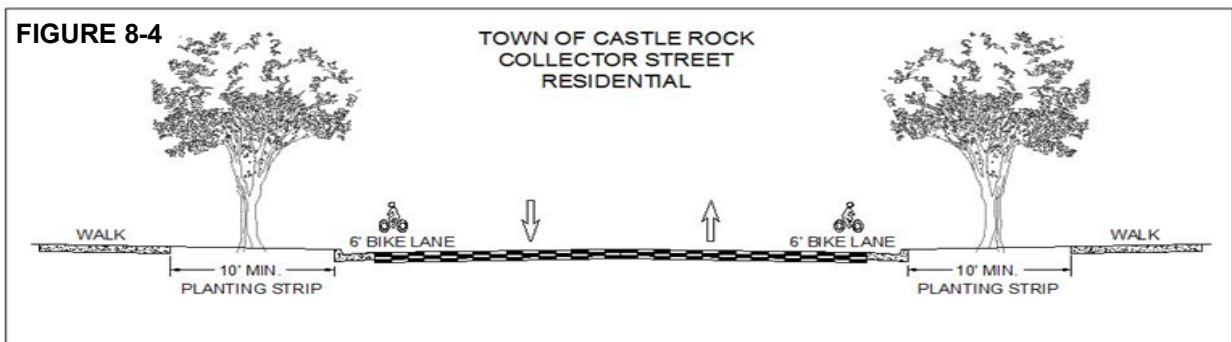 FIGURE 8-4
TOWN OF CASTLE ROCK
COLLECTOR STREET
RESIDENTIAL
WALK
6' BIKE LANE
6' BIKE LANE
WALK
10' MIN.
PLANTING STRIP
10' MIN.
PLANTING STRIP